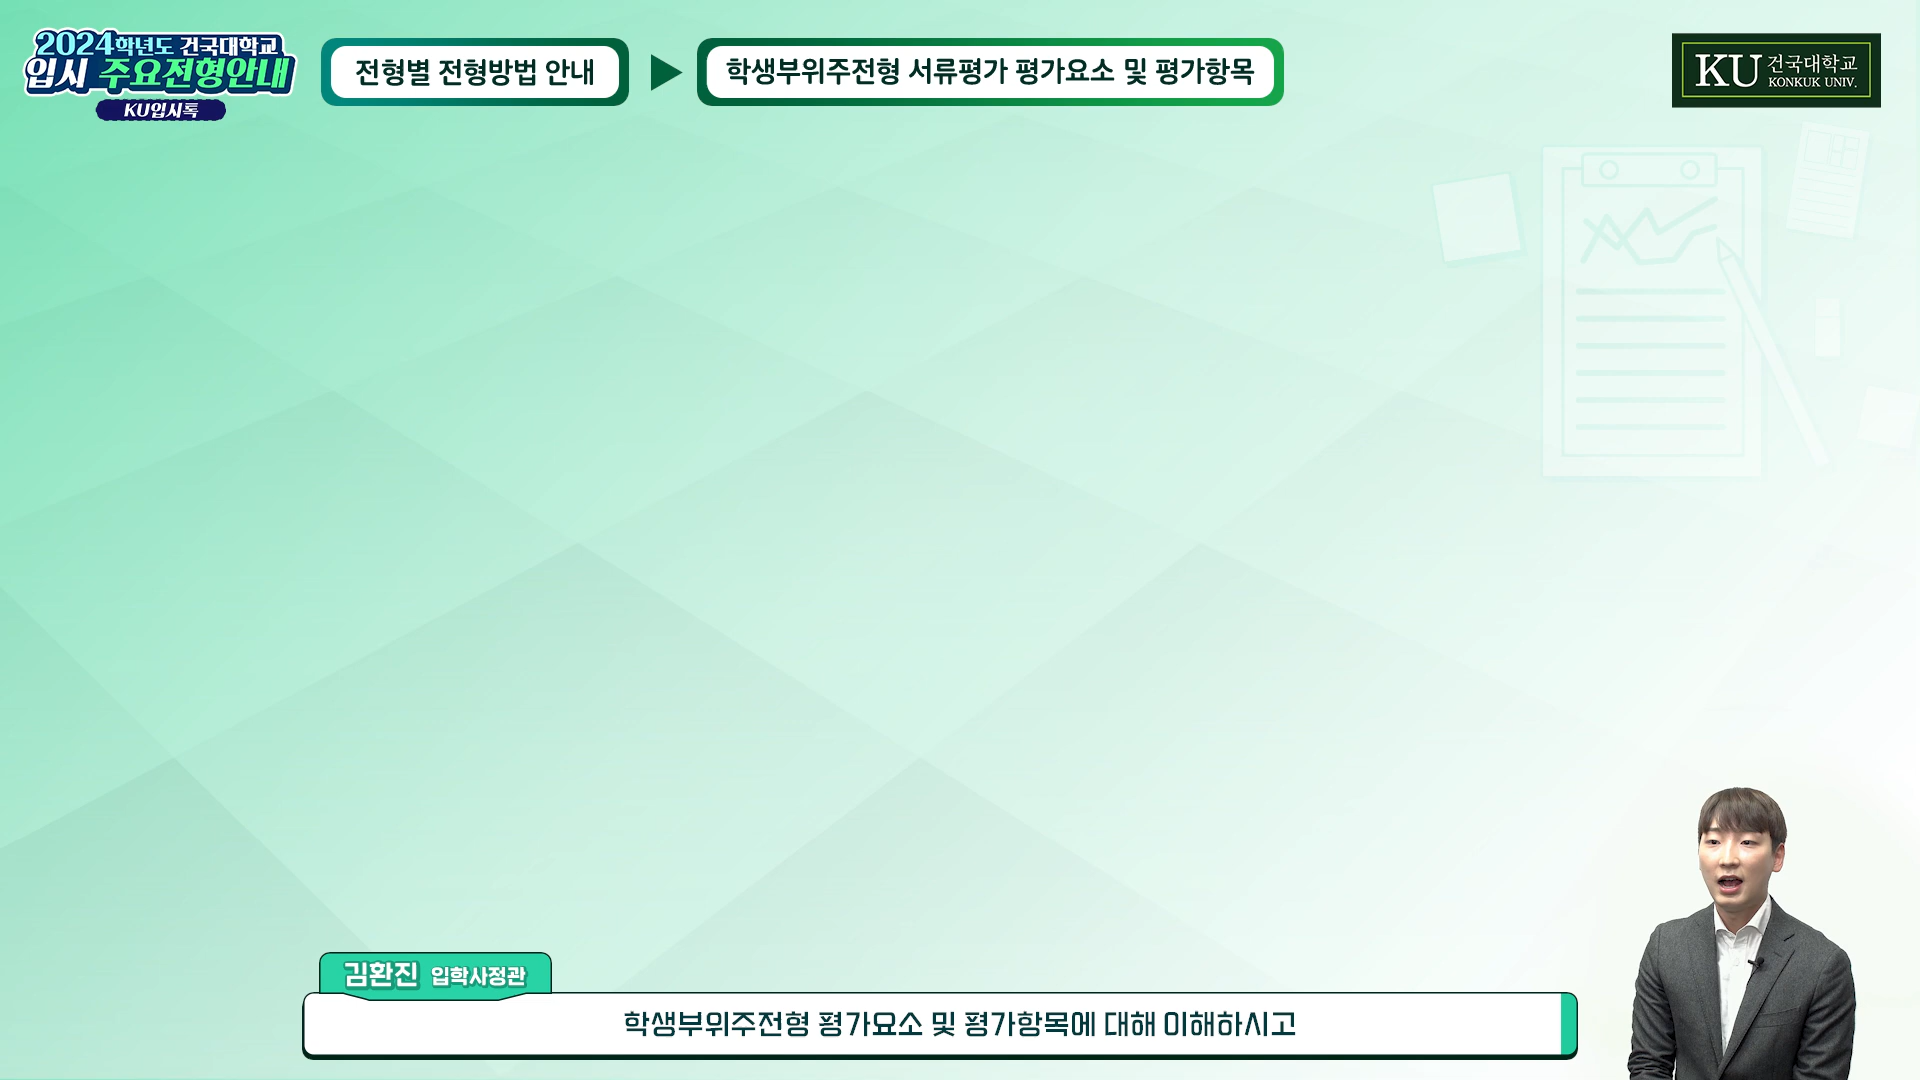 2024학년도 건국대학교
입시 주요전형안내
KU입시톡
전형별 전형방법 안내
학생부위주전형 서류평가 평가요소 및 평가항목
KU 건국대학교
KONKUK UNIV.
김환진 입학사정관
학생부위주전형 평가요소 및 평가항목에 대해 이해하시고